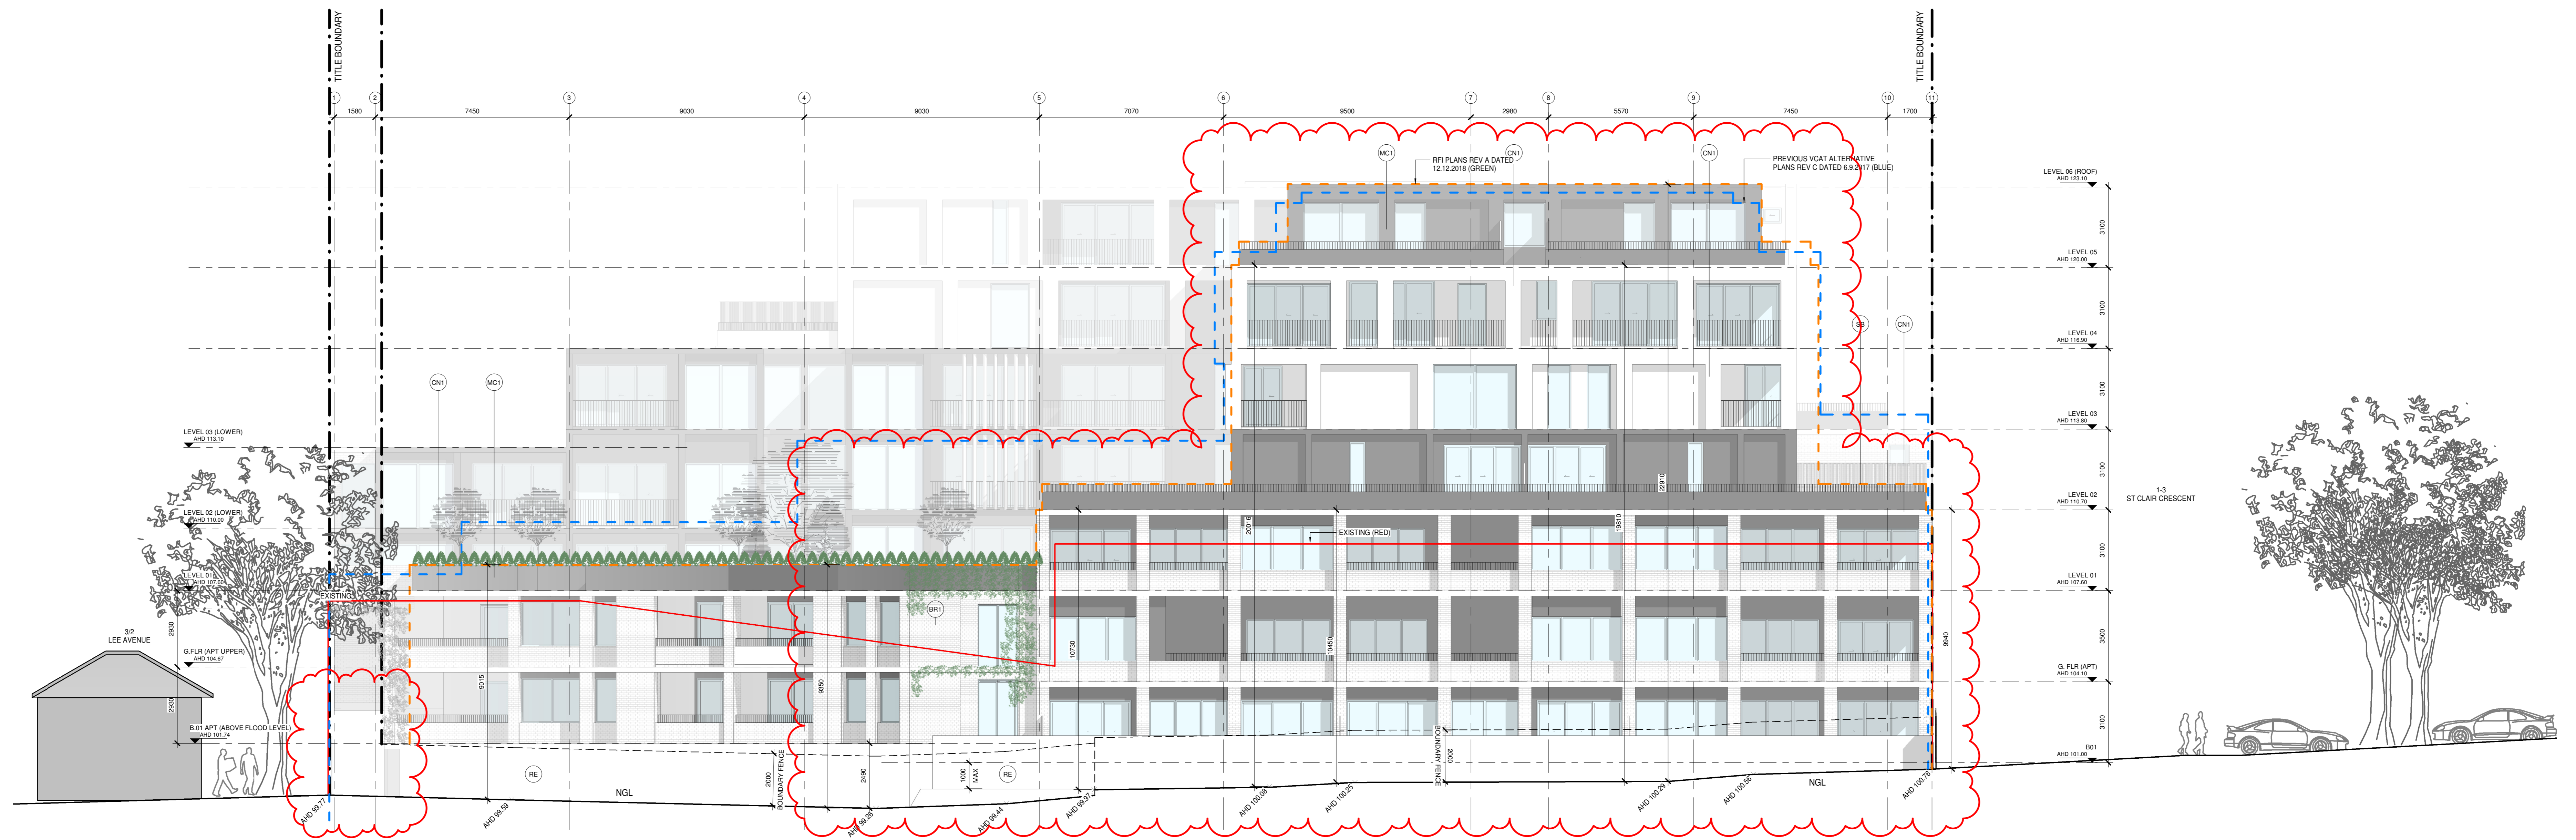 TITLE BOUNDARY
TITLE BOUNDARY
1
2
3
4
5
6
7
8
9
10
11
1580
7450
9030
9030
7070
9500
2980
5570
7450
1700
MC1
CN1
CN1
RFI PLANS REV A DATED
12.12.2018 (GREEN)
PREVIOUS VCAT ALTERNATIVE
PLANS REV C DATED 6.9.2017 (BLUE)
LEVEL 06 (ROOF)
AHD 123.10
3100
LEVEL 05
AHD 120.00
3100
LEVEL 04
AHD 116.90
3100
LEVEL 03
AHD 113.80
3100
LEVEL 02
AHD 110.70
3100
LEVEL 01
AHD 107.60
3500
G. FLR (APT)
AHD 104.10
3100
B01
AHD 101.00
SB
CN1
CN1
MC1
LEVEL 03 (LOWER)
AHD 113.10
LEVEL 02 (LOWER)
AHD 110.00
LEVEL 01
AHD 107.60
EXISTING
2930
G.FLR (APT UPPER)
AHD 104.67
2930
B.01 APT (ABOVE FLOOD LEVEL)
AHD 101.74
3/2
LEE AVENUE
1-3
ST CLAIR CRESCENT
EXISTING (RED)
BR1
22910
20016
19810
10730
10450
9940
9015
9350
RE
RE
2000
BOUNDARY FENCE
2490
1000
MAX
BOUNDARY FENCE
2000
NGL
NGL
AHD 99.77
AHD 99.59
AHD 99.26
AHD 99.44
AHD 99.97
AHD 100.08
AHD 100.25
AHD 100.29
AHD 100.56
AHD 100.76